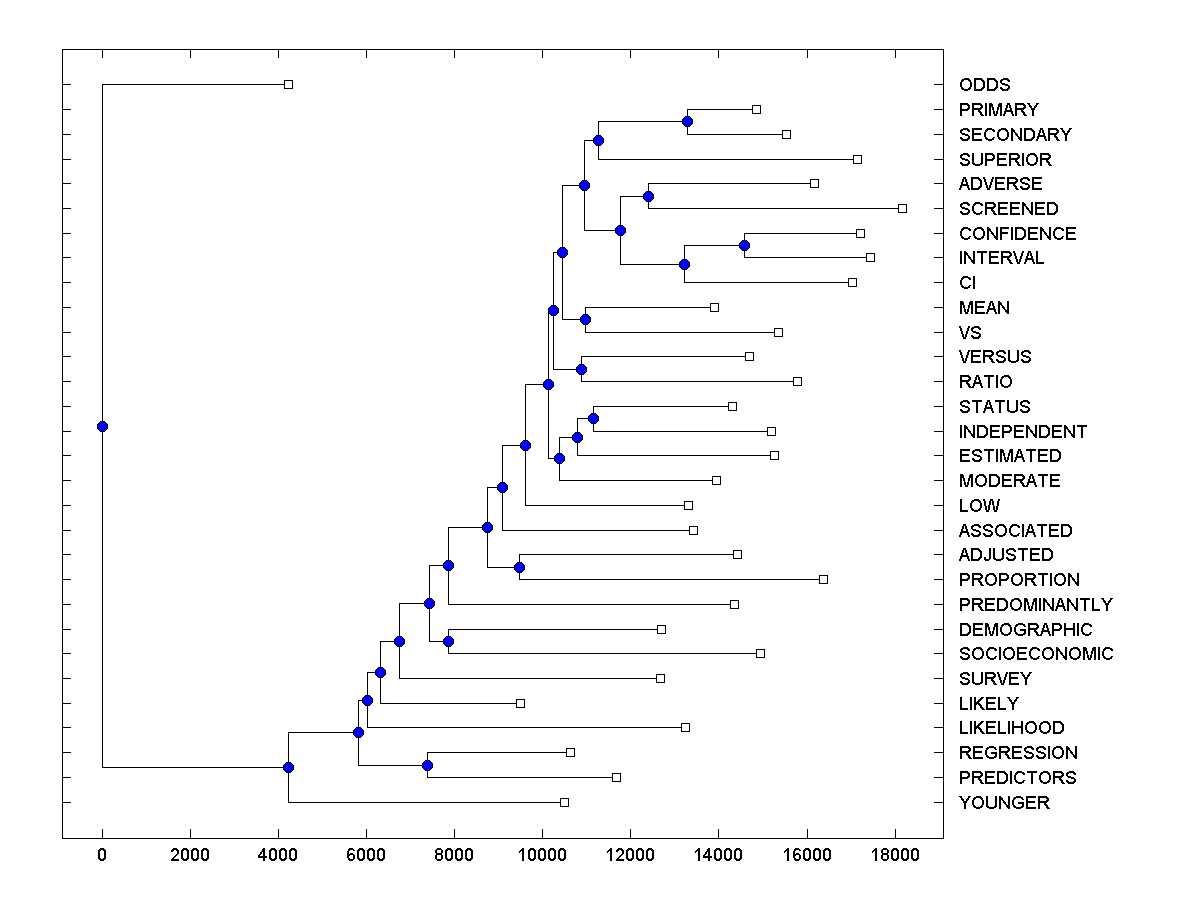 ODDS
PRIMARY
SECONDARY
SUPERIOR
ADVERSE
SCREENED
CONFIDENCE
INTERVAL
CI
MEAN
VS
VERSUS
RATIO
STATUS
INDEPENDENT
ESTIMATED
MODERATE
LOW
ASSOCIATED
ADJUSTED
PROPORTION
PREDOMINANTLY
DEMOGRAPHIC
SOCIOECONOMIC
SURVEY
LIKELY
LIKELIHOOD
REGRESSION
PREDICTORS
YOUNGER
0 2000 4000 6000 8000 10000 12000 14000 16000 18000